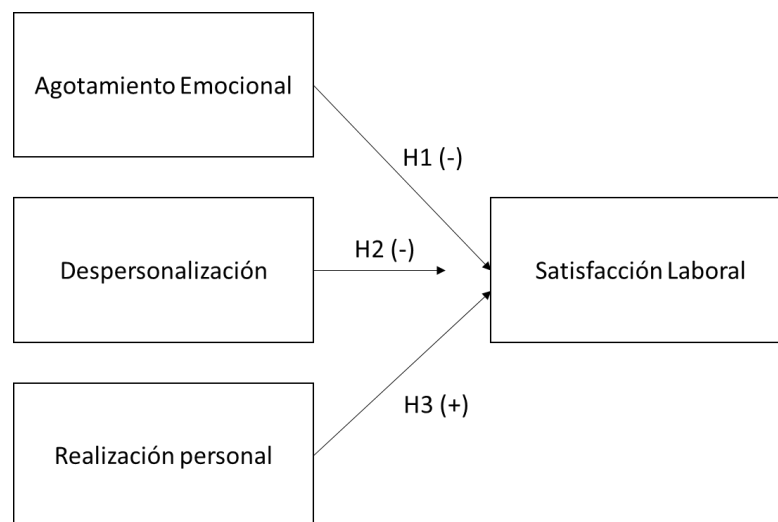 Agotamiento Emocional
H1 (-)
Despersonalización
H2 (-)
Satisfacción Laboral
H3 (+)
Realización personal